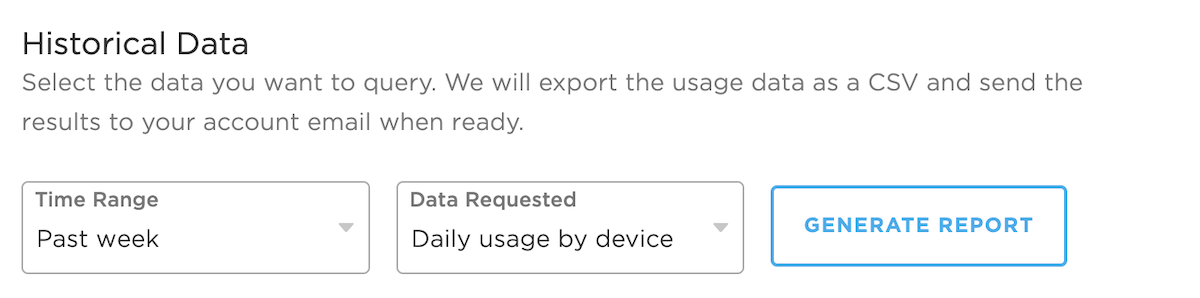 Historical Data
Select the data you want to query. We will export the usage data as a CSV and send the
results to your account email when ready.
Time Range
Past week
Data Requested
Daily usage by device
GENERATE REPORT